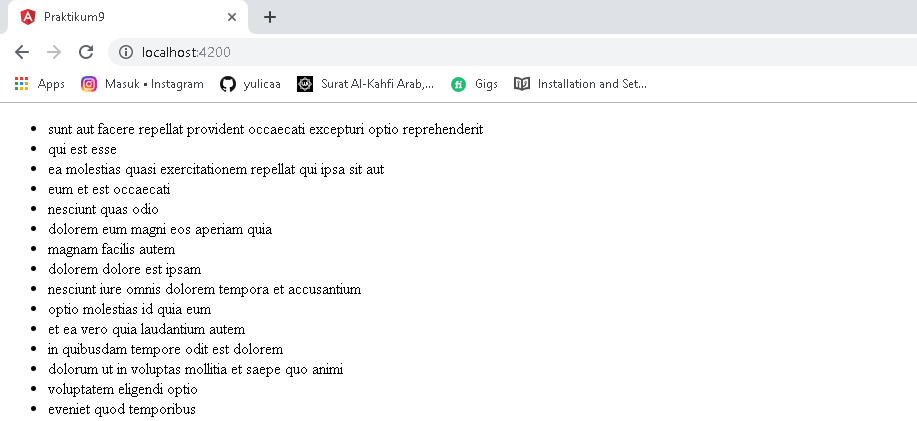 Praktikum9
localhost:4200
Apps Masuk • Instagram yulicaa Surat Al-Kahfi Arab,... Gigs Installation and Set...
• sunt aut facere repellat provident occaecati excepturi optio reprehenderit
• qui est esse
• ea molestias quasi exercitationem repellat qui ipsa sit aut
• eum et est occaecati
• nesciunt quas odio
• dolorem eum magni eos aperiam quia
• magnam facilis autem
• dolorem dolore est ipsam
• nesciunt iure omnis dolorem tempora et accusantium
• optio molestias id quia eum
• et ea vero quia laudantium autem
• in quibusdam tempore odit est dolorem
• dolorum ut in voluptas mollitia et saepe quo animi
• voluptatem eligendi optio
• eveniet quod temporibus